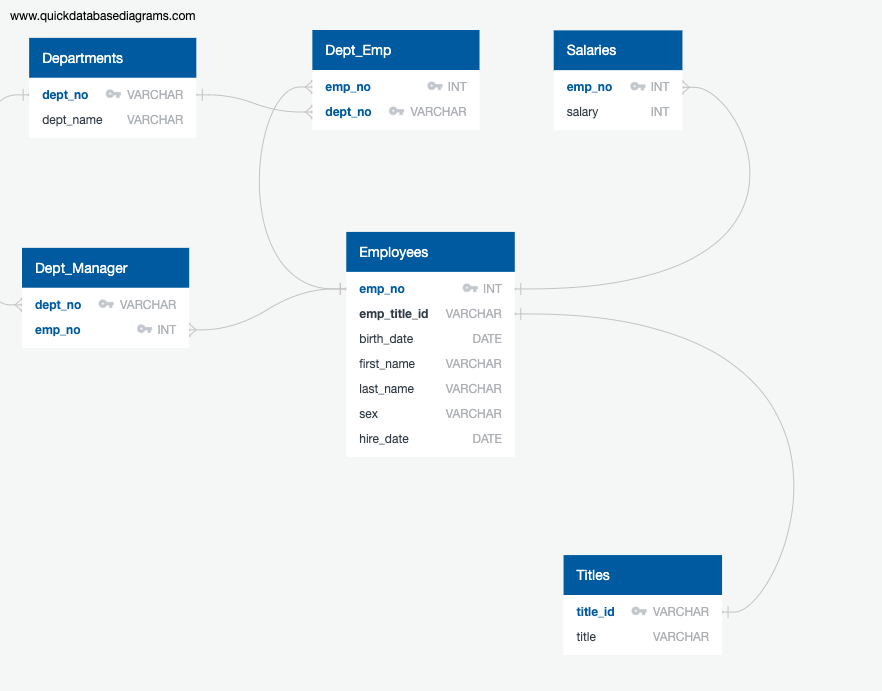 www.quickdatabasediagrams.com
Departments
dept_no VARCHAR
dept_name VARCHAR
Dept_Emp
emp_no INT
dept_no VARCHAR
Salaries
emp_no INT
salary INT
Dept_Manager
dept_no VARCHAR
emp_no INT
Employees
emp_no INT
emp_title_id VARCHAR
birth_date DATE
first_name VARCHAR
last_name VARCHAR
sex VARCHAR
hire_date DATE
Titles
title_id VARCHAR
title VARCHAR